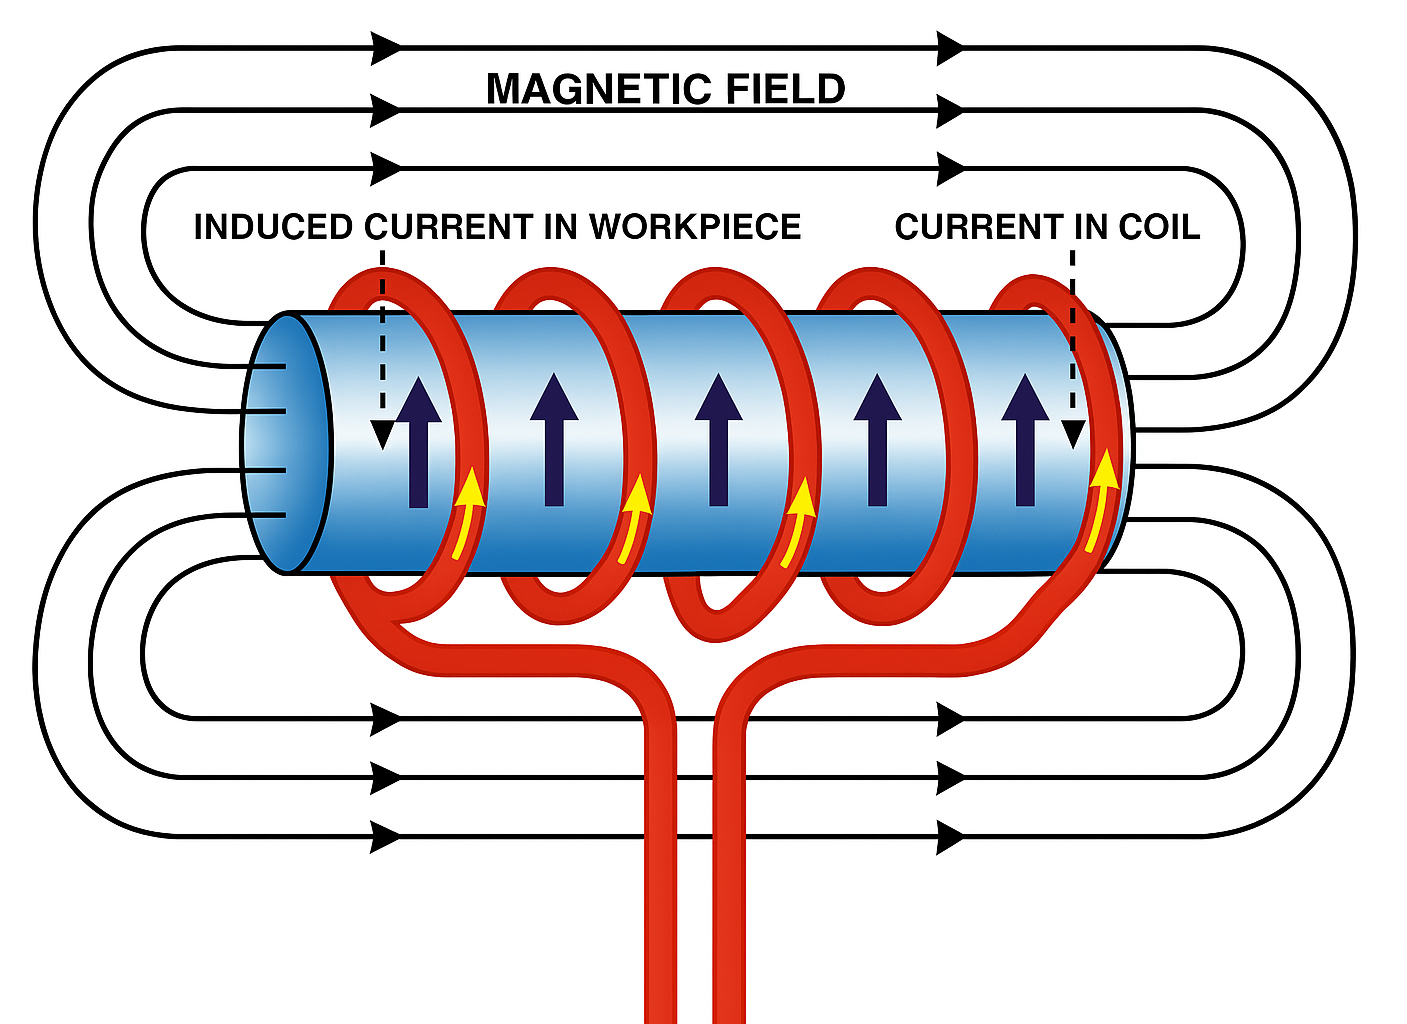 MAGNETIC FIELD
INDUCED CURRENT IN WORKPIECE
CURRENT IN COIL